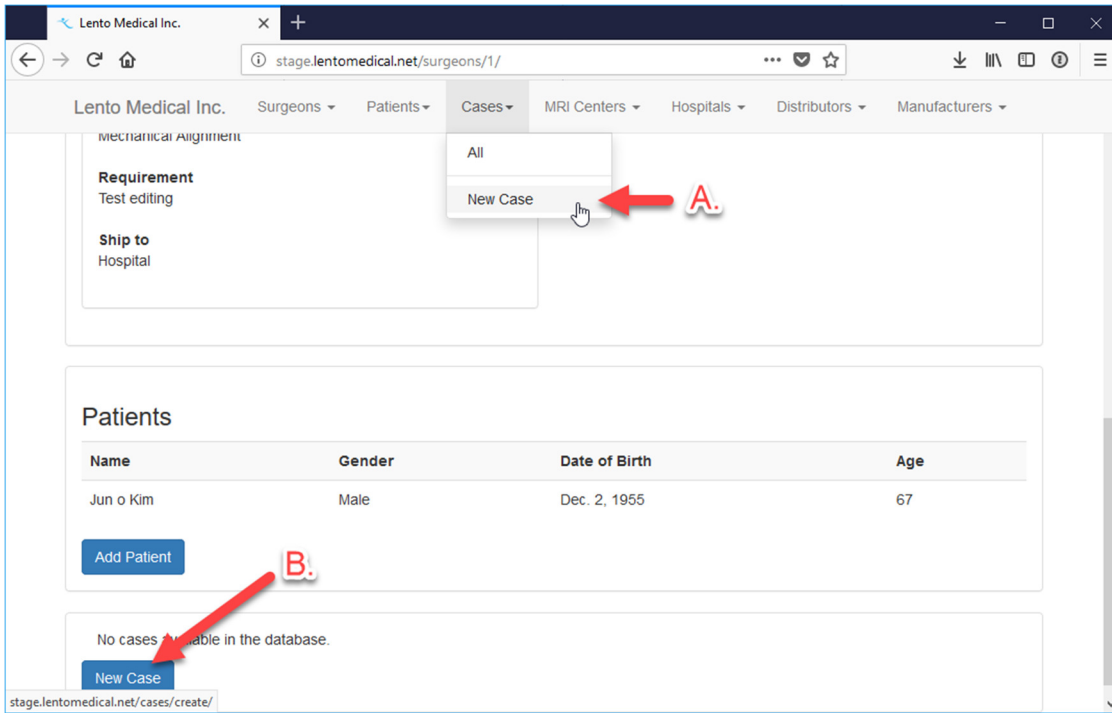 Lento Medical Inc.
stage.lentomedical.net/surgeons/1/
Lento Medical Inc. Surgeons Patients Cases MRI Centers Hospitals Distributors Manufacturers
Mechanical Alignment
All
Requirement
New Case
A.
Test editing
Ship to
Hospital
Patients
Name Gender Date of Birth Age
Jun o Kim Male Dec. 2, 1955 67
Add Patient
B.
No cases available in the database.
New Case
stage.lentomedical.net/cases/create/